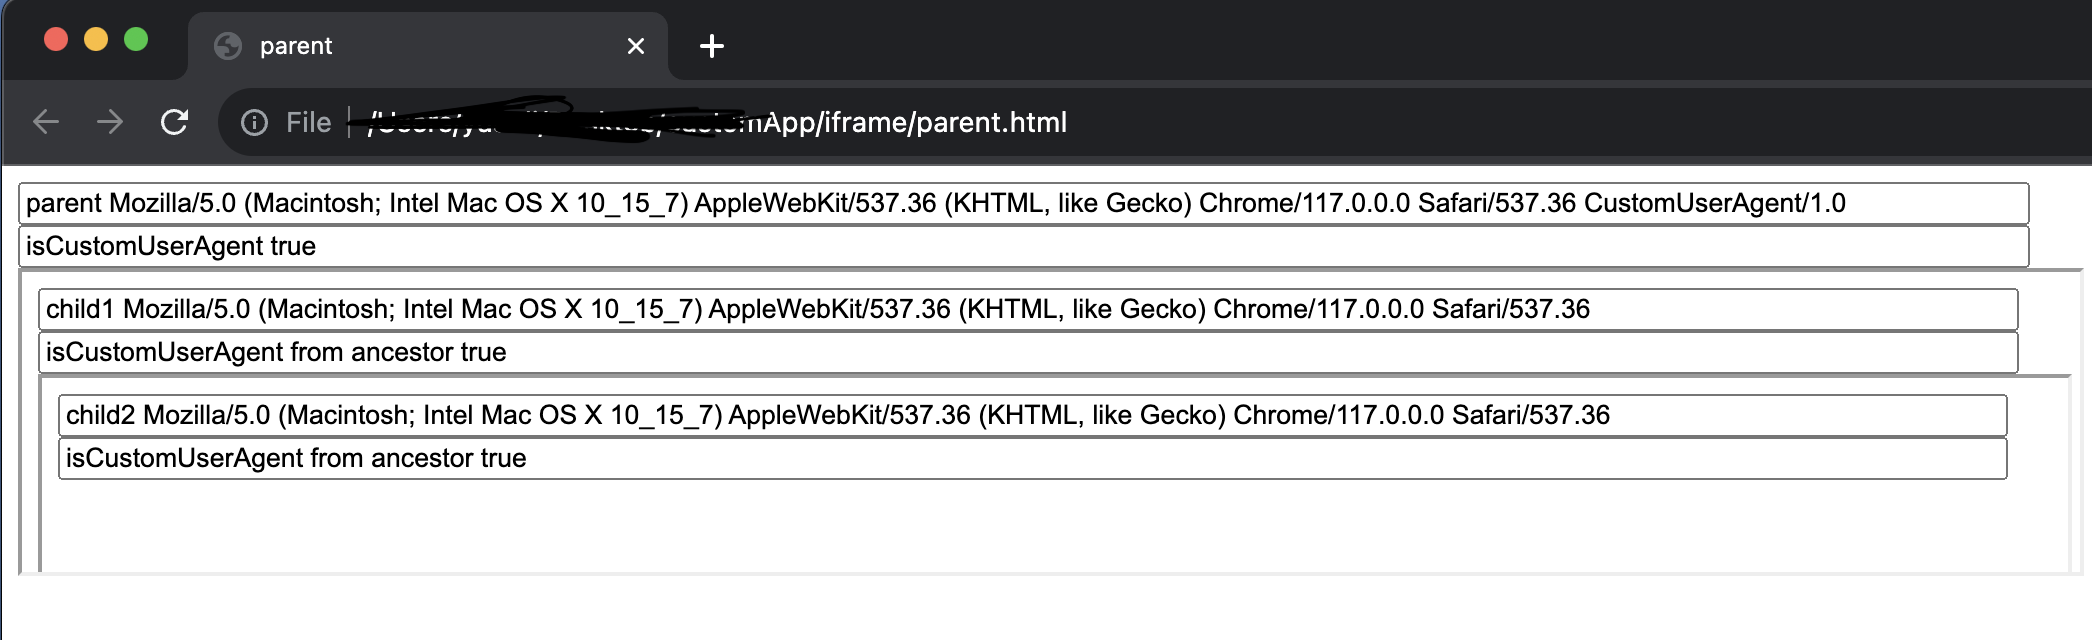 parent
File customApp/iframe/parent.html
parent Mozilla/5.0 (Macintosh; Intel Mac OS X 10_15_7) AppleWebKit/537.36 (KHTML, like Gecko) Chrome/117.0.0.0 Safari/537.36 CustomUserAgent/1.0
isCustomUserAgent true
child1 Mozilla/5.0 (Macintosh; Intel Mac OS X 10_15_7) AppleWebKit/537.36 (KHTML, like Gecko) Chrome/117.0.0.0 Safari/537.36
isCustomUserAgent from ancestor true
child2 Mozilla/5.0 (Macintosh; Intel Mac OS X 10_15_7) AppleWebKit/537.36 (KHTML, like Gecko) Chrome/117.0.0.0 Safari/537.36
isCustomUserAgent from ancestor true